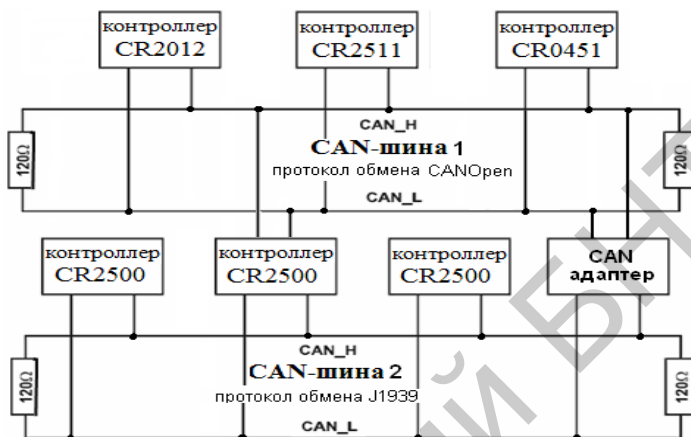 контроллер
CR2012
контроллер
CR2511
контроллер
CR0451
120Ω
CAN_H
CAN-шина 1
протокол обмена CANOpen
CAN_L
120Ω
контроллер
CR2500
контроллер
CR2500
контроллер
CR2500
CAN
адаптер
120Ω
CAN_H
CAN-шина 2
протокол обмена J1939
CAN_L
120Ω